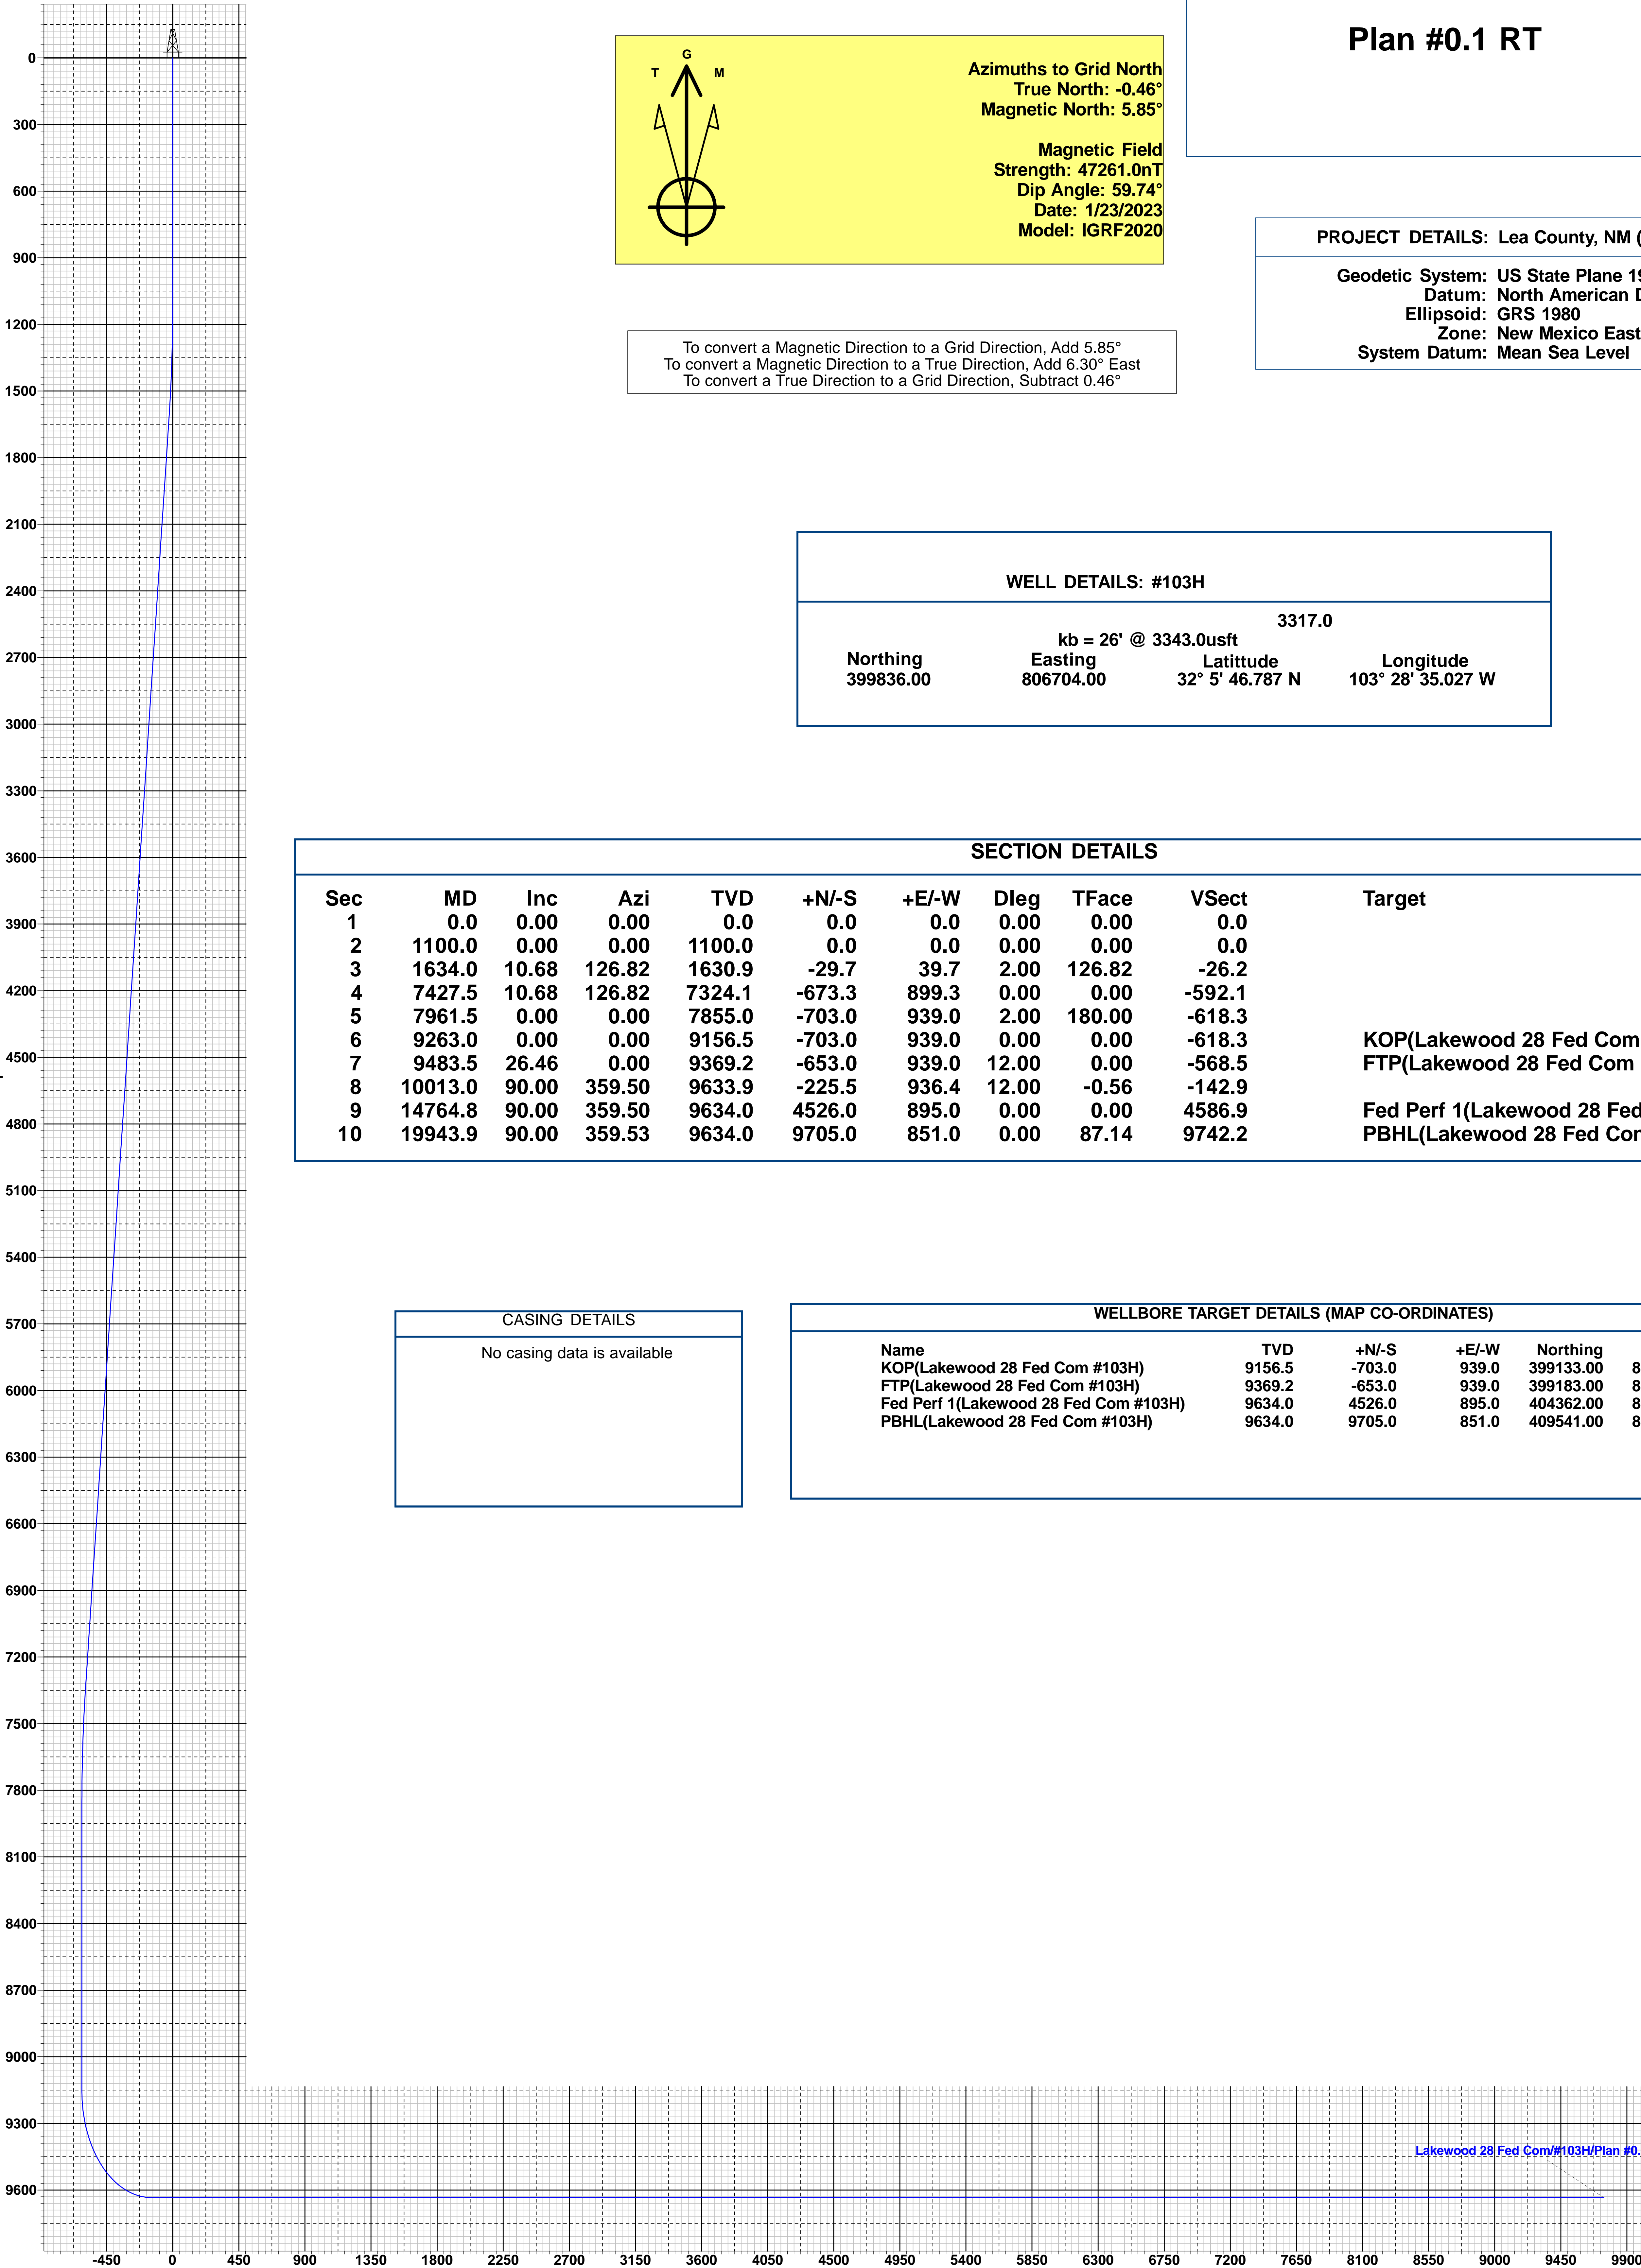 Plan #0.1 RT
G
T M
Azimuths to Grid North
True North: -0.46°
Magnetic North: 5.85°
Magnetic Field
Strength: 47261.0nT
Dip Angle: 59.74°
Date: 1/23/2023
Model: IGRF2020
PROJECT DETAILS: Lea County, NM (
Geodetic System: US State Plane
Datum: North American
Ellipsoid: GRS 1980
Zone: New Mexico East
System Datum: Mean Sea Level
To convert a Magnetic Direction to a Grid Direction, Add 5.85°
To convert a Magnetic Direction to a True Direction, Add 6.30° East
To convert a True Direction to a Grid Direction, Subtract 0.46°
WELL DETAILS: #103H
3317.0
kb = 26' @ 3343.0usft
Northing Easting Latittude Longitude
399836.00 806704.00 32° 5' 46.787 N 103° 28' 35.027 W
SECTION DETAILS
Sec MD Inc Azi TVD +N/-S +E/-W Dleg TFace VSect Target
1 0.0 0.00 0.00 0.0 0.0 0.0 0.00 0.00 0.0
2 1100.0 0.00 0.00 1100.0 0.0 0.0 0.00 0.00 0.0
3 1634.0 10.68 126.82 1630.9 -29.7 39.7 2.00 126.82 -26.2
4 7427.5 10.68 126.82 7324.1 -673.3 899.3 0.00 0.00 -592.1
5 7961.5 0.00 0.00 7855.0 -703.0 939.0 2.00 180.00 -618.3
6 9263.0 0.00 0.00 9156.5 -703.0 939.0 0.00 0.00 -618.3 KOP(Lakewood 28 Fed Com
7 9483.5 26.46 0.00 9369.2 -653.0 939.0 12.00 0.00 -568.5 FTP(Lakewood 28 Fed Com
8 10013.0 90.00 359.50 9633.9 -225.5 936.4 12.00 -0.56 -142.9
9 14764.8 90.00 359.50 9634.0 4526.0 895.0 0.00 0.00 4586.9 Fed Perf 1(Lakewood 28 Fed
10 19943.9 90.00 359.53 9634.0 9705.0 851.0 0.00 87.14 9742.2 PBHL(Lakewood 28 Fed
CASING DETAILS
No casing data is available
WELLBORE TARGET DETAILS (MAP CO-ORDINATES)
Name TVD +N/-S +E/-W Northing
KOP(Lakewood 28 Fed Com #103H) 9156.5 -703.0 939.0 399133.00
FTP(Lakewood 28 Fed Com #103H) 9369.2 -653.0 939.0 399183.00
Fed Perf 1(Lakewood 28 Fed Com #103H) 9634.0 4526.0 895.0 404362.00
PBHL(Lakewood 28 Fed Com #103H) 9634.0 9705.0 851.0 409541.00
0
300
600
900
1200
1500
1800
2100
2400
2700
3000
3300
3600
3900
4200
4500
4800
5100
5400
5700
6000
6300
6600
6900
7200
7500
7800
8100
8400
8700
9000
9300
9600
Lakewood 28 Fed Com/#103H/Plan #0.
-450 0 450 900 1350 1800 2250 2700 3150 3600 4050 4500 4950 5400 5850 6300 6750 7200 7650 8100 8550 9000 9450 9900